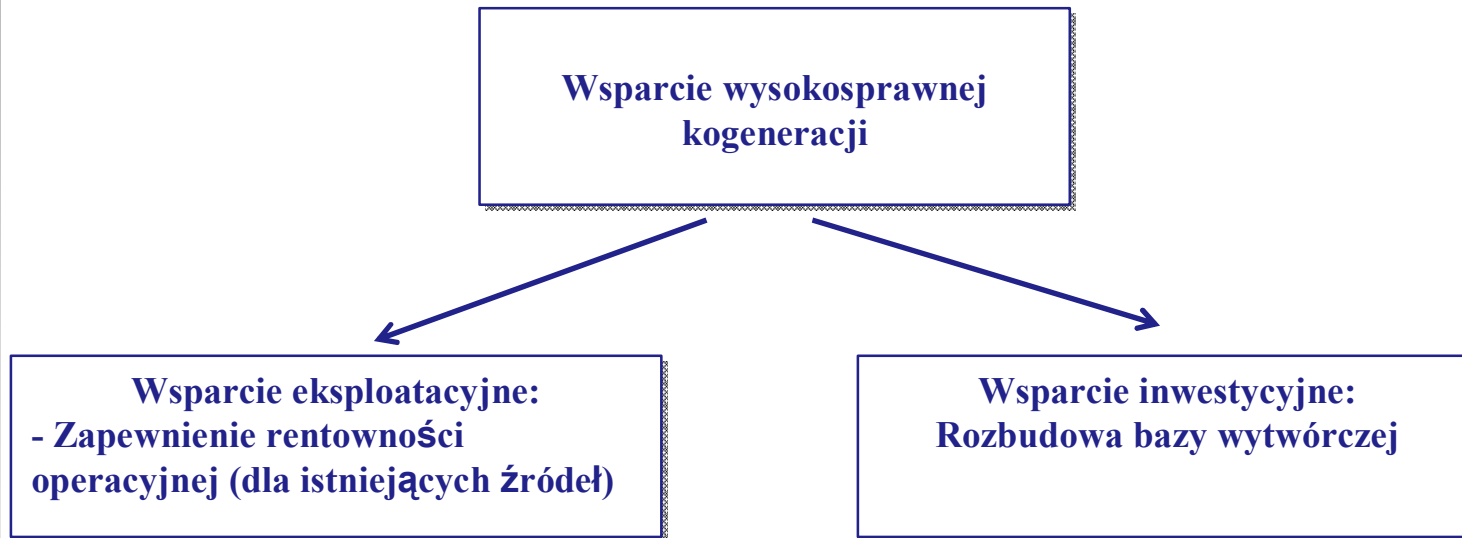 Wsparcie wysokosprawnej
kogeneracji
Wsparcie eksploatacyjne:
- Zapewnienie rentowności
operacyjnej (dla istniejących źródeł)
Wsparcie inwestycyjne:
Rozbudowa bazy wytwórczej